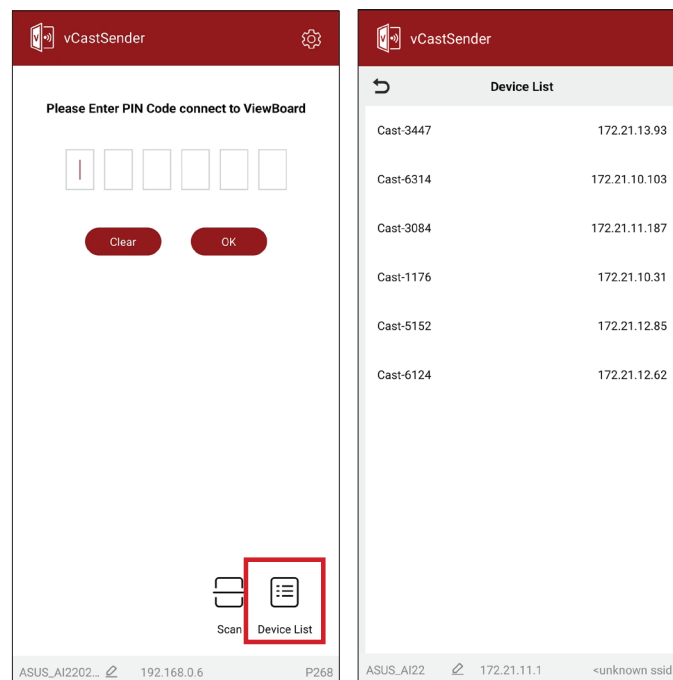 vCastSender
Please Enter PIN Code connect to ViewBoard
Clear OK
Scan Device List
ASUS_AI2202... 192.168.0.6 P268
vCastSender
Device List
Cast-3447 172.21.13.93
Cast-6314 172.21.10.103
Cast-3084 172.21.11.187
Cast-1176 172.21.10.31
Cast-5152 172.21.12.85
Cast-6124 172.21.12.62
ASUS_AI22 172.21.11.1 <unknown ssid